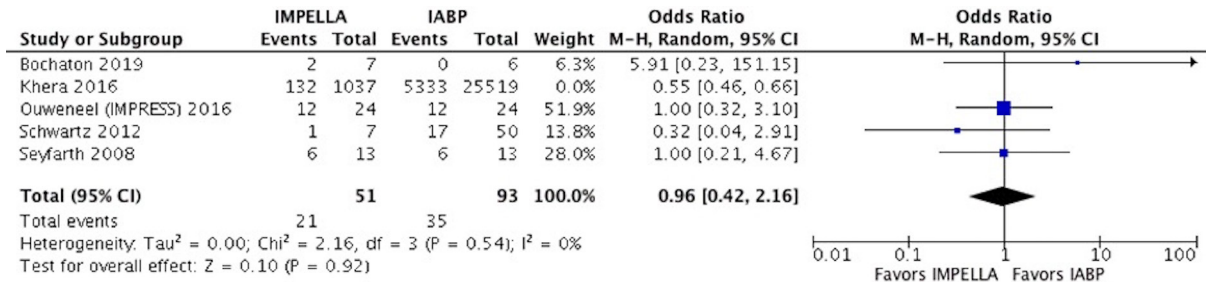 IMPELLA IABP Odds Ratio Odds Ratio
Study or Subgroup Events Total Events Total Weight M-H, Random, 95% CI M-H, Random, 95% CI
Bochaton 2019 2 7 0 6 6.3% 5.91 [0.23, 151.15]
Khera 2016 132 1037 5333 25519 0.0% 0.55 [0.46, 0.66]
Ouweneel (IMPRESS) 2016 12 24 12 24 51.9% 1.00 [0.32, 3.10]
Schwartz 2012 1 7 17 50 13.8% 0.32 [0.04, 2.91]
Seyfarth 2008 6 13 6 13 28.0% 1.00 [0.21, 4.67]
Total (95% CI) 51 93 100.0% 0.96 [0.42, 2.16]
Total events 21 35
Heterogeneity: Tau² = 0.00; Chi² = 2.16, df = 3 (P = 0.54); I² = 0%
Test for overall effect: Z = 0.10 (P = 0.92)
0.01 0.1 1 10 100
Favors IMPELLA Favors IABP